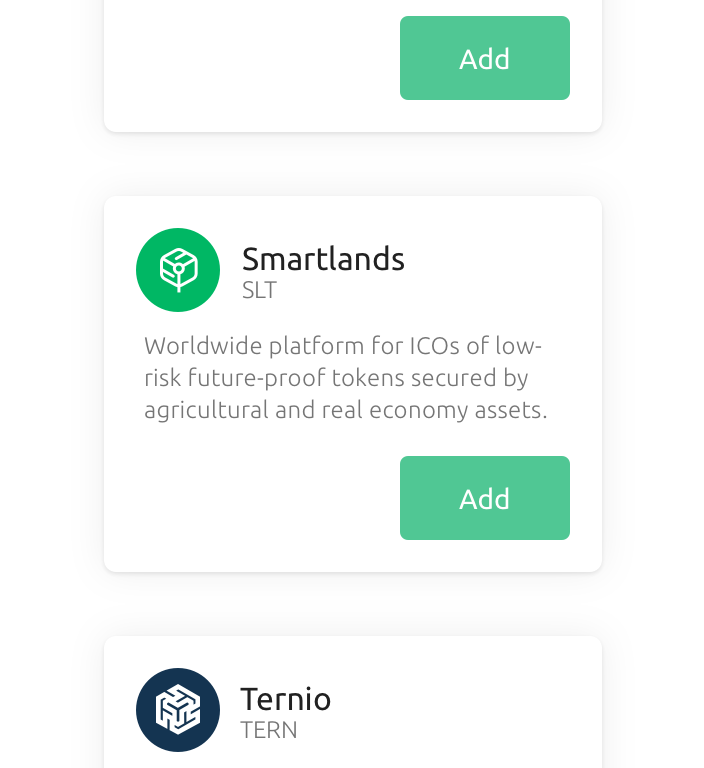 Add
Smartlands
SLT
Worldwide platform for ICOs of low-
risk future-proof tokens secured by
agricultural and real economy assets.
Add
Ternio
TERN